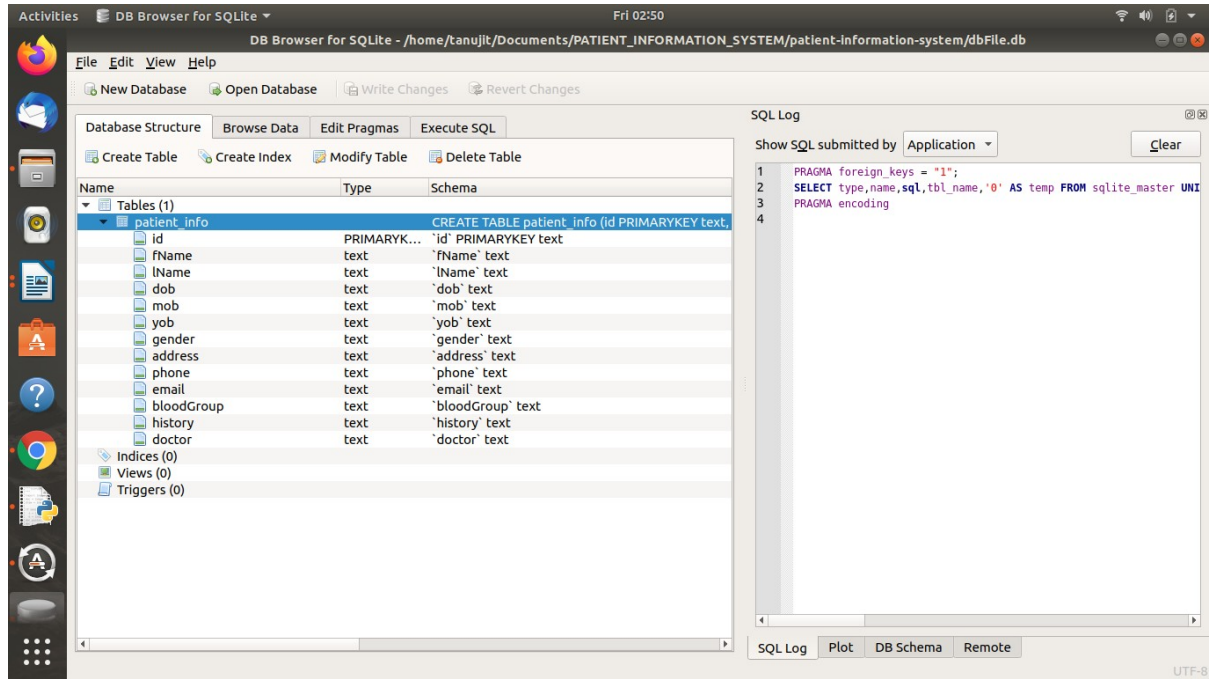 Activities DB Browser for SQLite Fri 02:50
DB Browser for SQLite - /home/tanujit/Documents/PATIENT_INFORMATION_SYSTEM/patient-information-system/dbFile.db
File Edit View Help
New Database Open Database Write Changes Revert Changes
Database Structure Browse Data Edit Pragmas Execute SQL
Create Table Create Index Modify Table Delete Table
Name Type Schema
Tables (1)
patient_info CREATE TABLE patient_info (id PRIMARYKEY text,
id PRIMARYK... `id` PRIMARYKEY text
fName text `fName` text
lName text `lName` text
dob text `dob` text
mob text `mob` text
yob text `yob` text
gender text `gender` text
address text `address` text
phone text `phone` text
email text `email` text
bloodGroup text `bloodGroup` text
history text `history` text
doctor text `doctor` text
Indices (0)
Views (0)
Triggers (0)
SQL Log
Show SQL submitted by Application Clear
1 PRAGMA foreign_keys = "1";
2 SELECT type,name,sql,tbl_name,'0' AS temp FROM sqlite_master UNI
3 PRAGMA encoding
4
SQL Log Plot DB Schema Remote
UTF-8